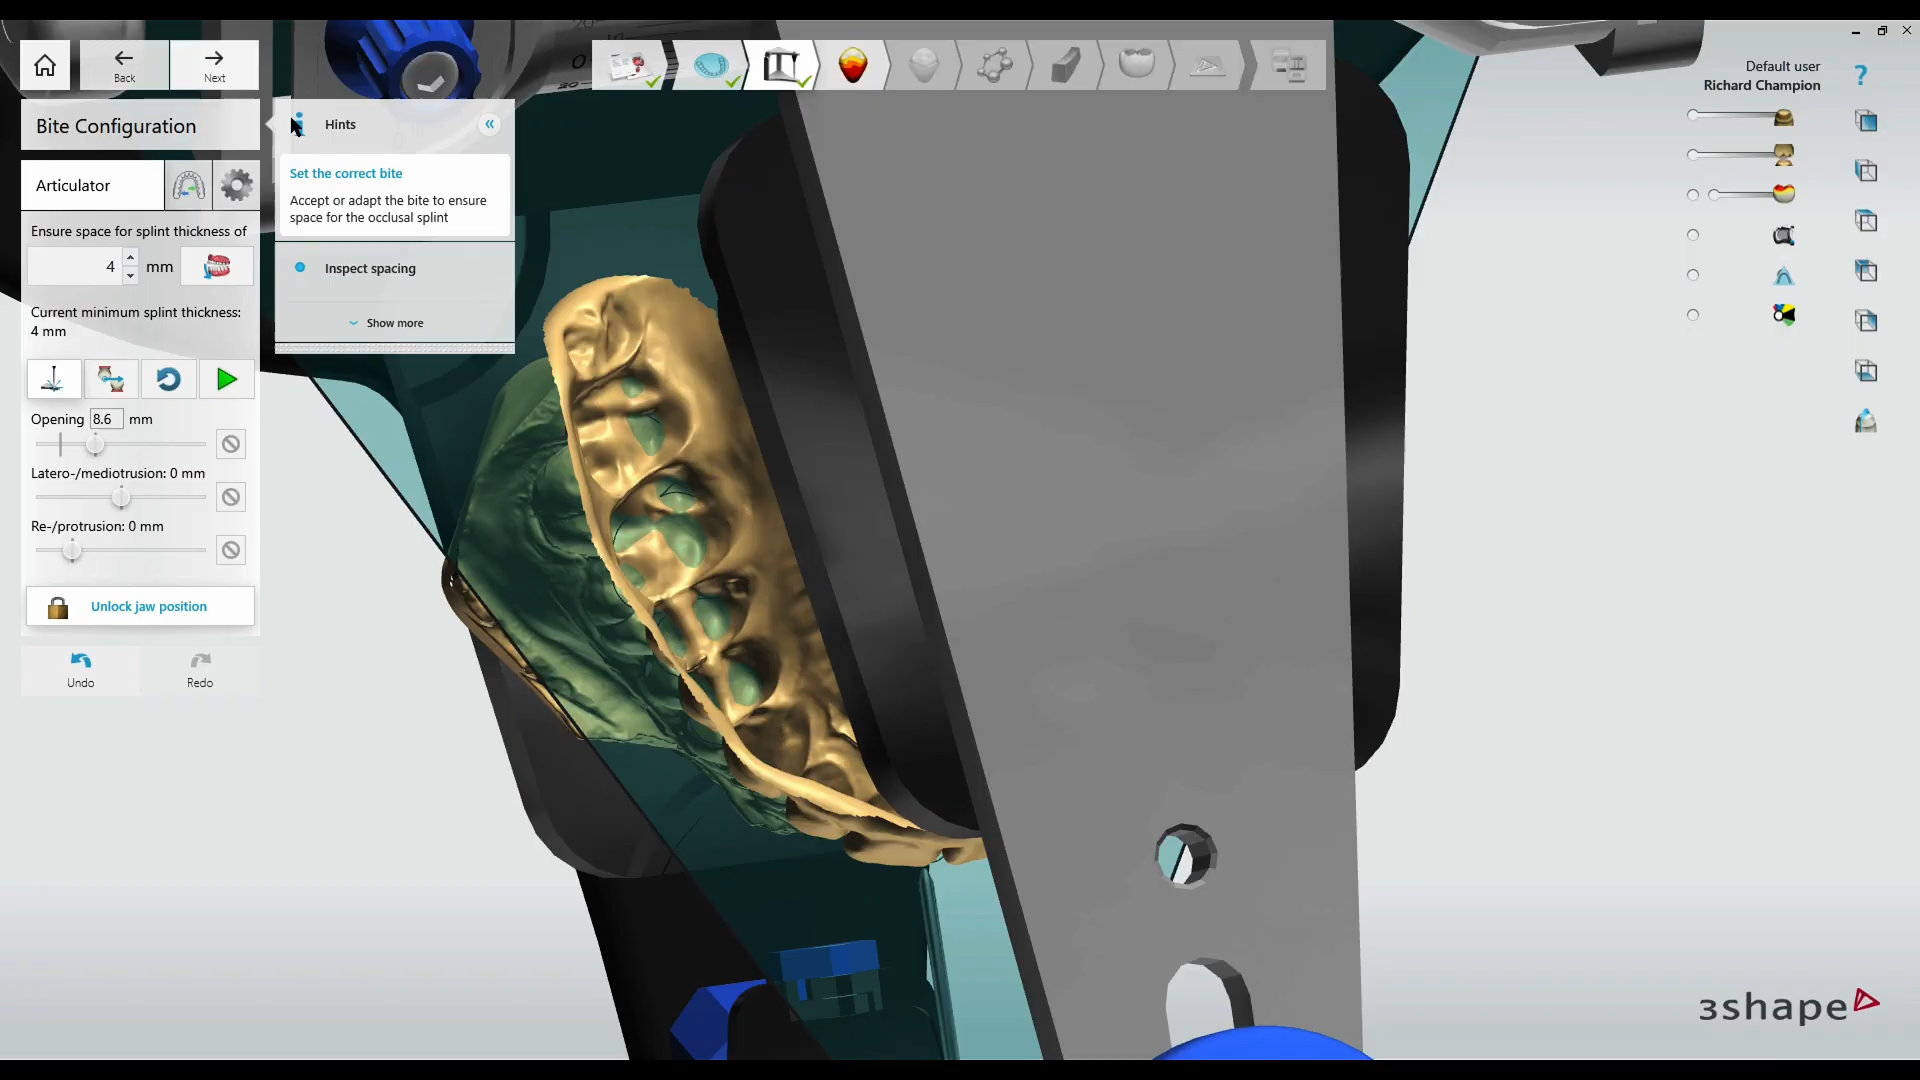 Back
Next
Default user
Richard Champion
?
Bite Configuration
Hints
Set the correct bite
Accept or adapt the bite to ensure
space for the occlusal splint
Articulator
Ensure space for splint thickness of
4 mm
Inspect spacing
Show more
Current minimum splint thickness:
4 mm
Opening 8.6 mm
Latero-/mediotrusion: 0 mm
Re-/protrusion: 0 mm
Unlock jaw position
Undo
Redo
3shape